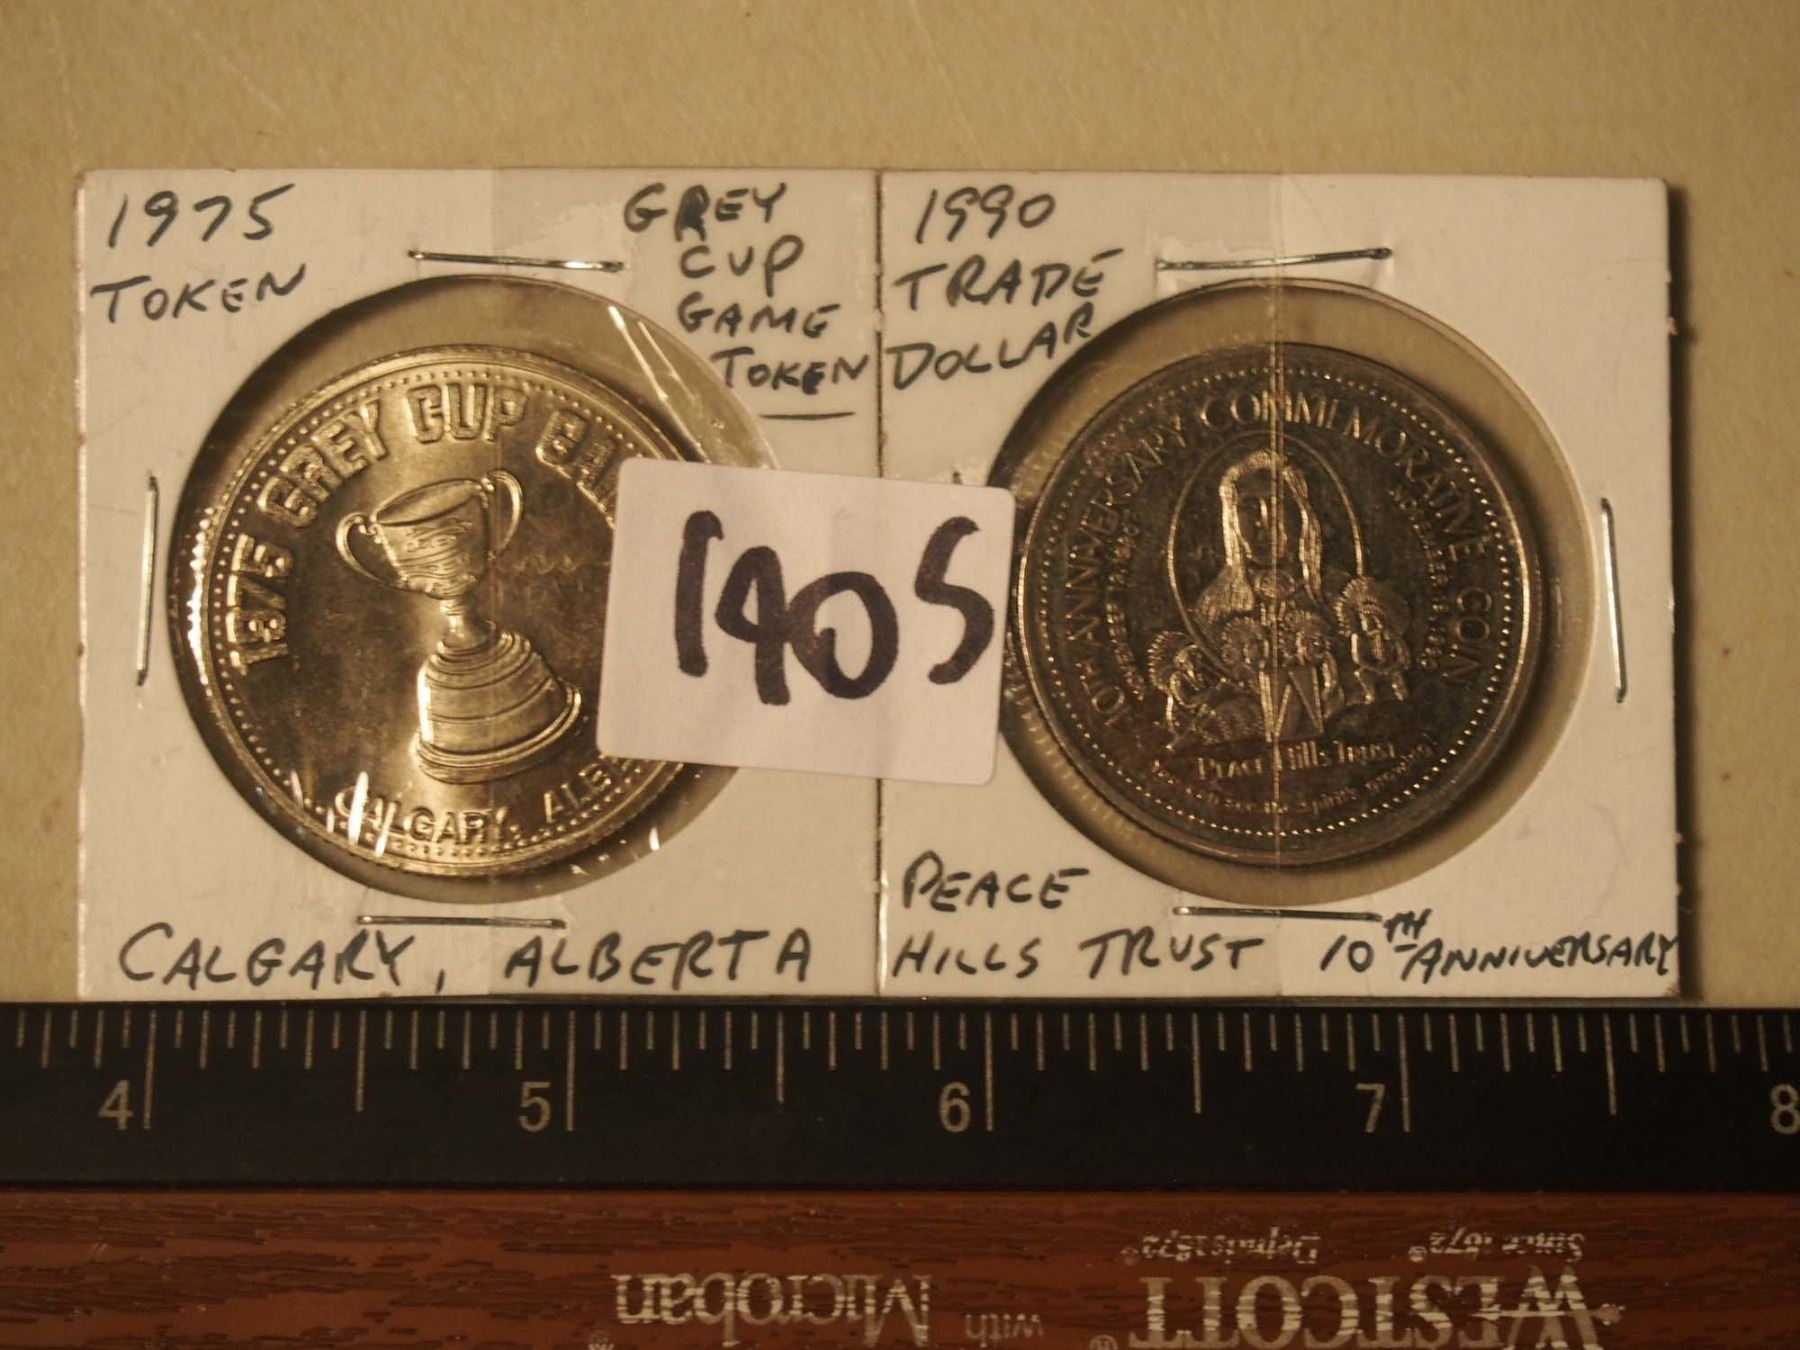 1975
TOKEN
GREY
CUP
GAME
TOKEN
1975 GREY CUP GAM
CALGARY, ALB
CALGARY, ALBERTA
1405
1990
TRADE
DOLLAR
10TH ANNIVERSARY COMMEMORATIVE COIN
Peace Hills Trust
PEACE
HILLS TRUST 10TH ANNIVERSARY
4 5 6 7 8
WESTCOTT®
with Microban®
Since 1872®
Depuis 1872®